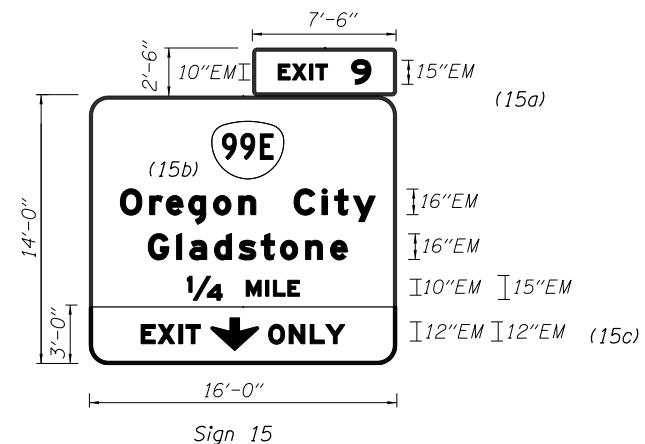 7'-6"
2'-6" 10"EM EXIT 9 15"EM
(15a)
99E
(15b)
Oregon City 16"EM
14'-0"
Gladstone 16"EM
1/4 MILE 10"EM 15"EM
3'-0" EXIT ONLY 12"EM 12"EM (15c)
16'-0"
Sign 15